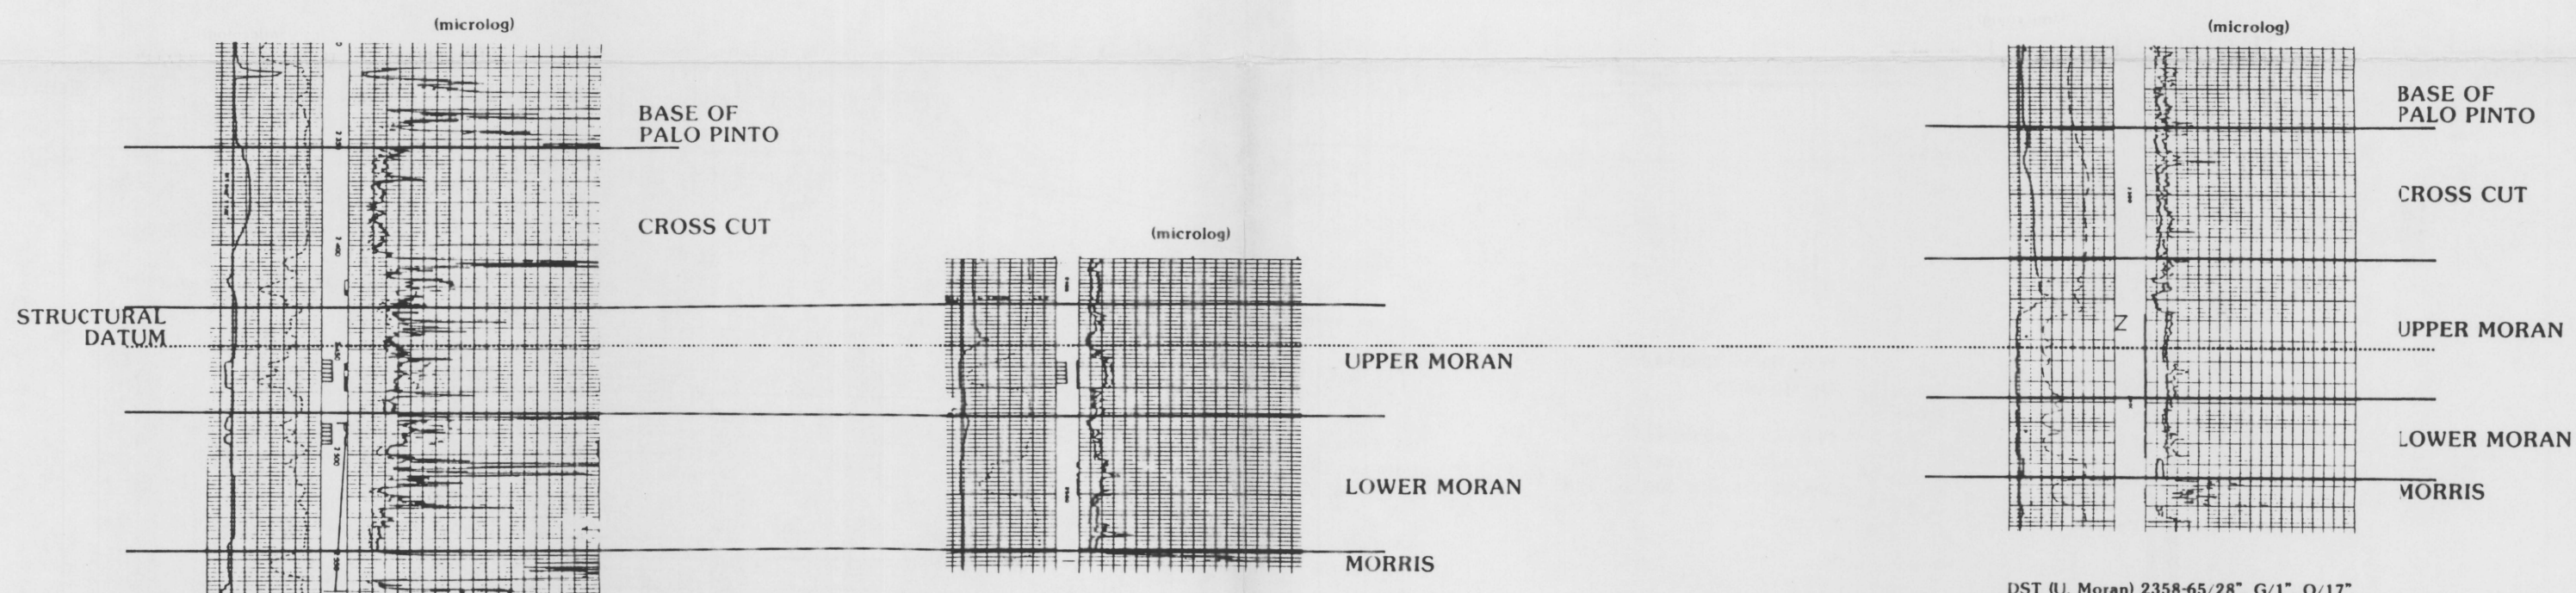 (microlog)
BASE OF
PALO PINTO
CROSS CUT
STRUCTURAL
DATUM
(microlog)
UPPER MORAN
LOWER MORAN
MORRIS
(microlog)
BASE OF
PALO PINTO
CROSS CUT
UPPER MORAN
LOWER MORAN
MORRIS
DST (U. Moran) 2358-65/28" G/1" O/17"